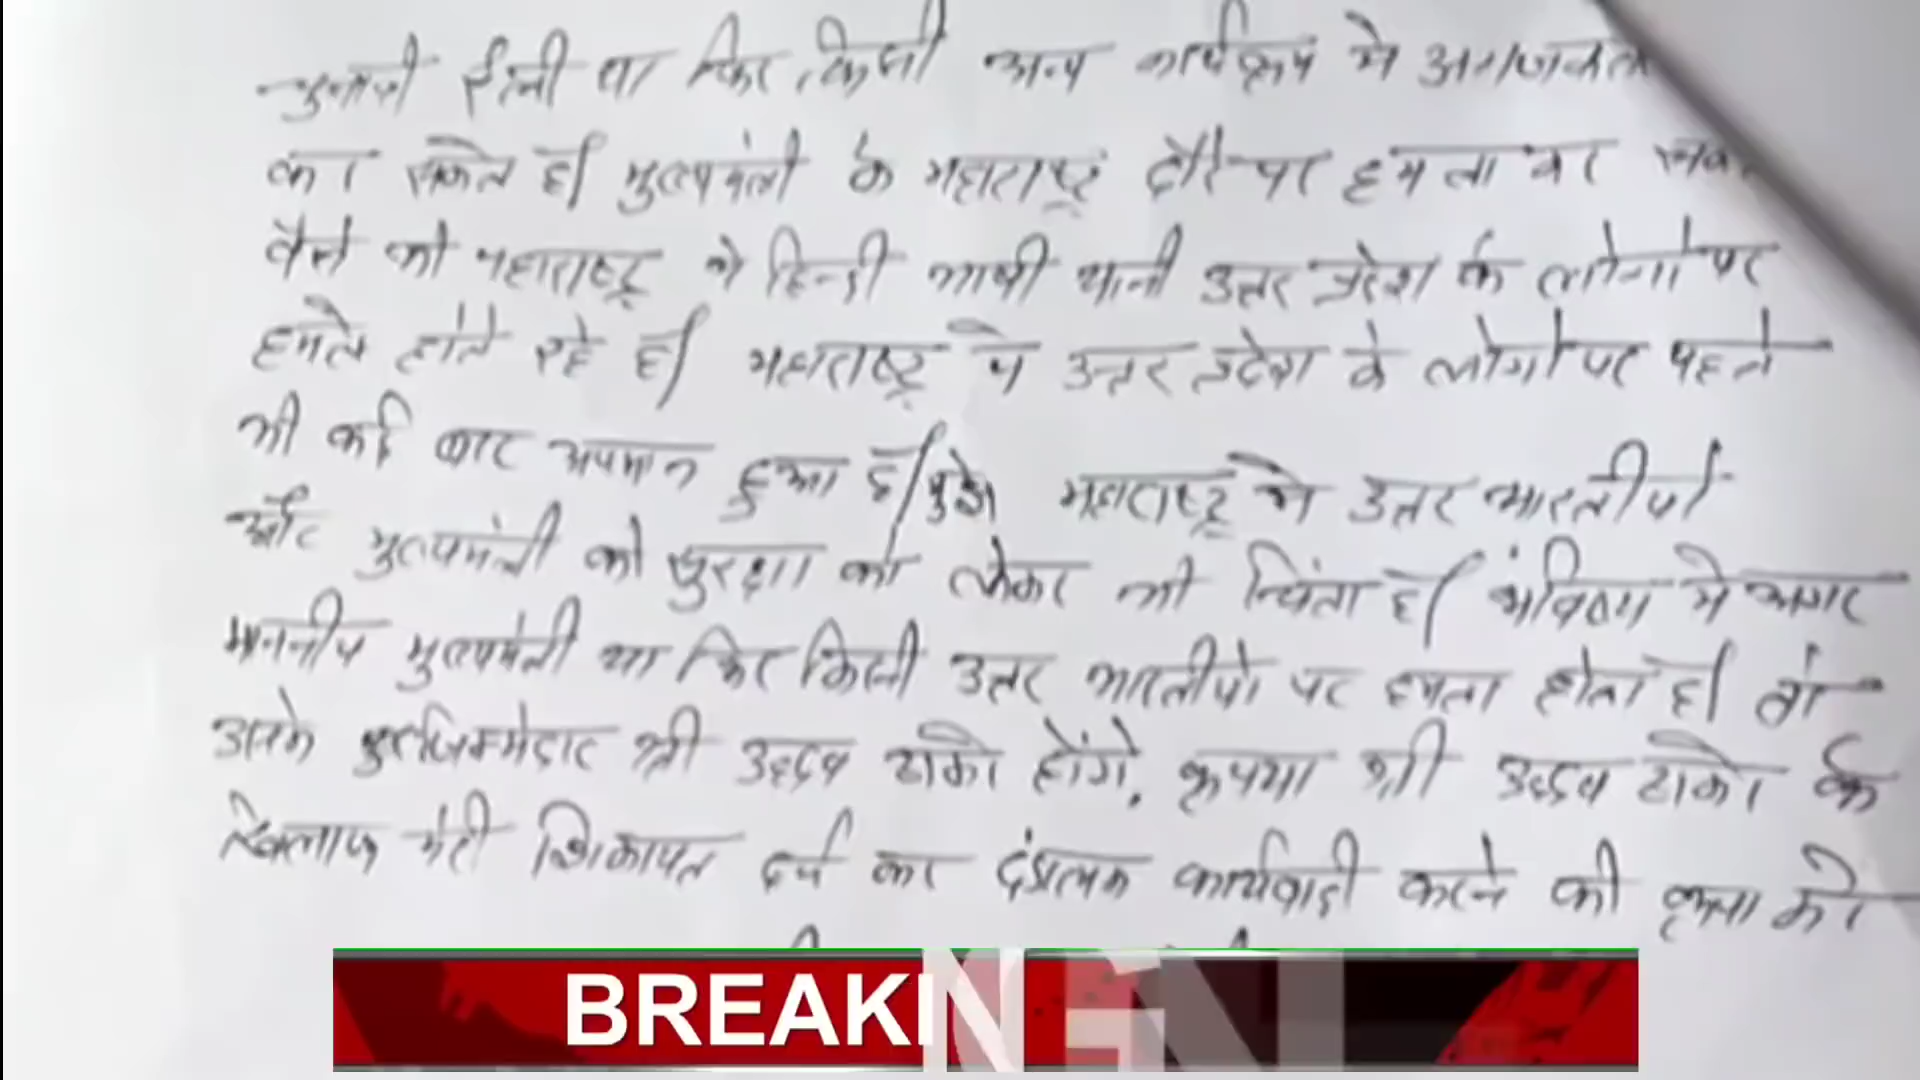 चुनावी रैली या फिर किसी अन्य कार्यक्रम मे अराजकता
का संकेत है। मुख्यमंत्री के महाराष्ट्र दौरे पर हमला कर
वैसे को महाराष्ट्र मे हिन्दी भाषी यानी उत्तर प्रदेश के लोगो पर
हमले होते रहे है। महाराष्ट्र मे उत्तर प्रदेश के लोगो पर पहले
भी कई बार अपमान हुआ है। मुझे महाराष्ट्र मे उत्तर भारतीयो
और मुख्यमंत्री की सुरक्षा को लेकर भी चिंता है। भविष्य मे अगर
माननीय मुख्यमंत्री या फिर किसी उत्तर भारतीयो पर हमला होता है। तो
उसके जिम्मेदार श्री उद्धव ठाकरे होंगे, कृपया श्री उद्धव ठाकरे के
खिलाफ मेरी शिकायत दर्ज कर दंडात्मक कार्यवाही करने की कृपा करे
BREAKIN